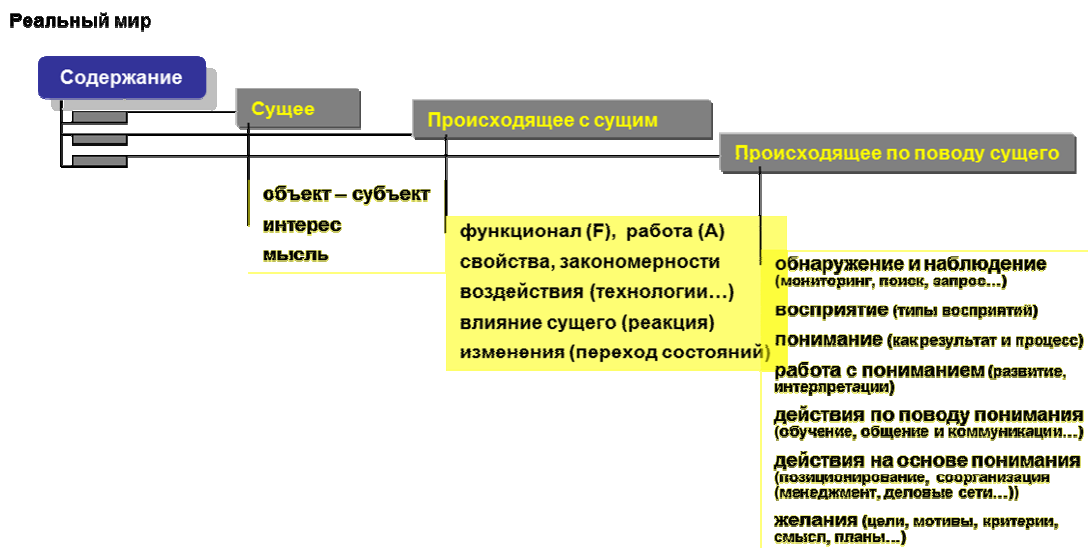 Реальный мир
Содержание
Сущее
Происходящее с сущим
Происходящее по поводу сущего
объект – субъект
интерес
мысль
функционал (F), работа (A)
свойства, закономерности
воздействия (технологии…)
влияние сущего (реакция)
изменения (переход состояний)
обнаружение и наблюдение
(мониторинг, поиск, запрос…)
восприятие (типы восприятий)
понимание (как результат и процесс)
работа с пониманием (развитие,
интерлретации)
действия по поводу понимания
(обучение, общение и коммуникации…)
действия на основе понимания
(позиционирование, соорганизация
(менеджмент, деловые сети…))
желания (цели, мотивы, критерии,
смысл, планы…)